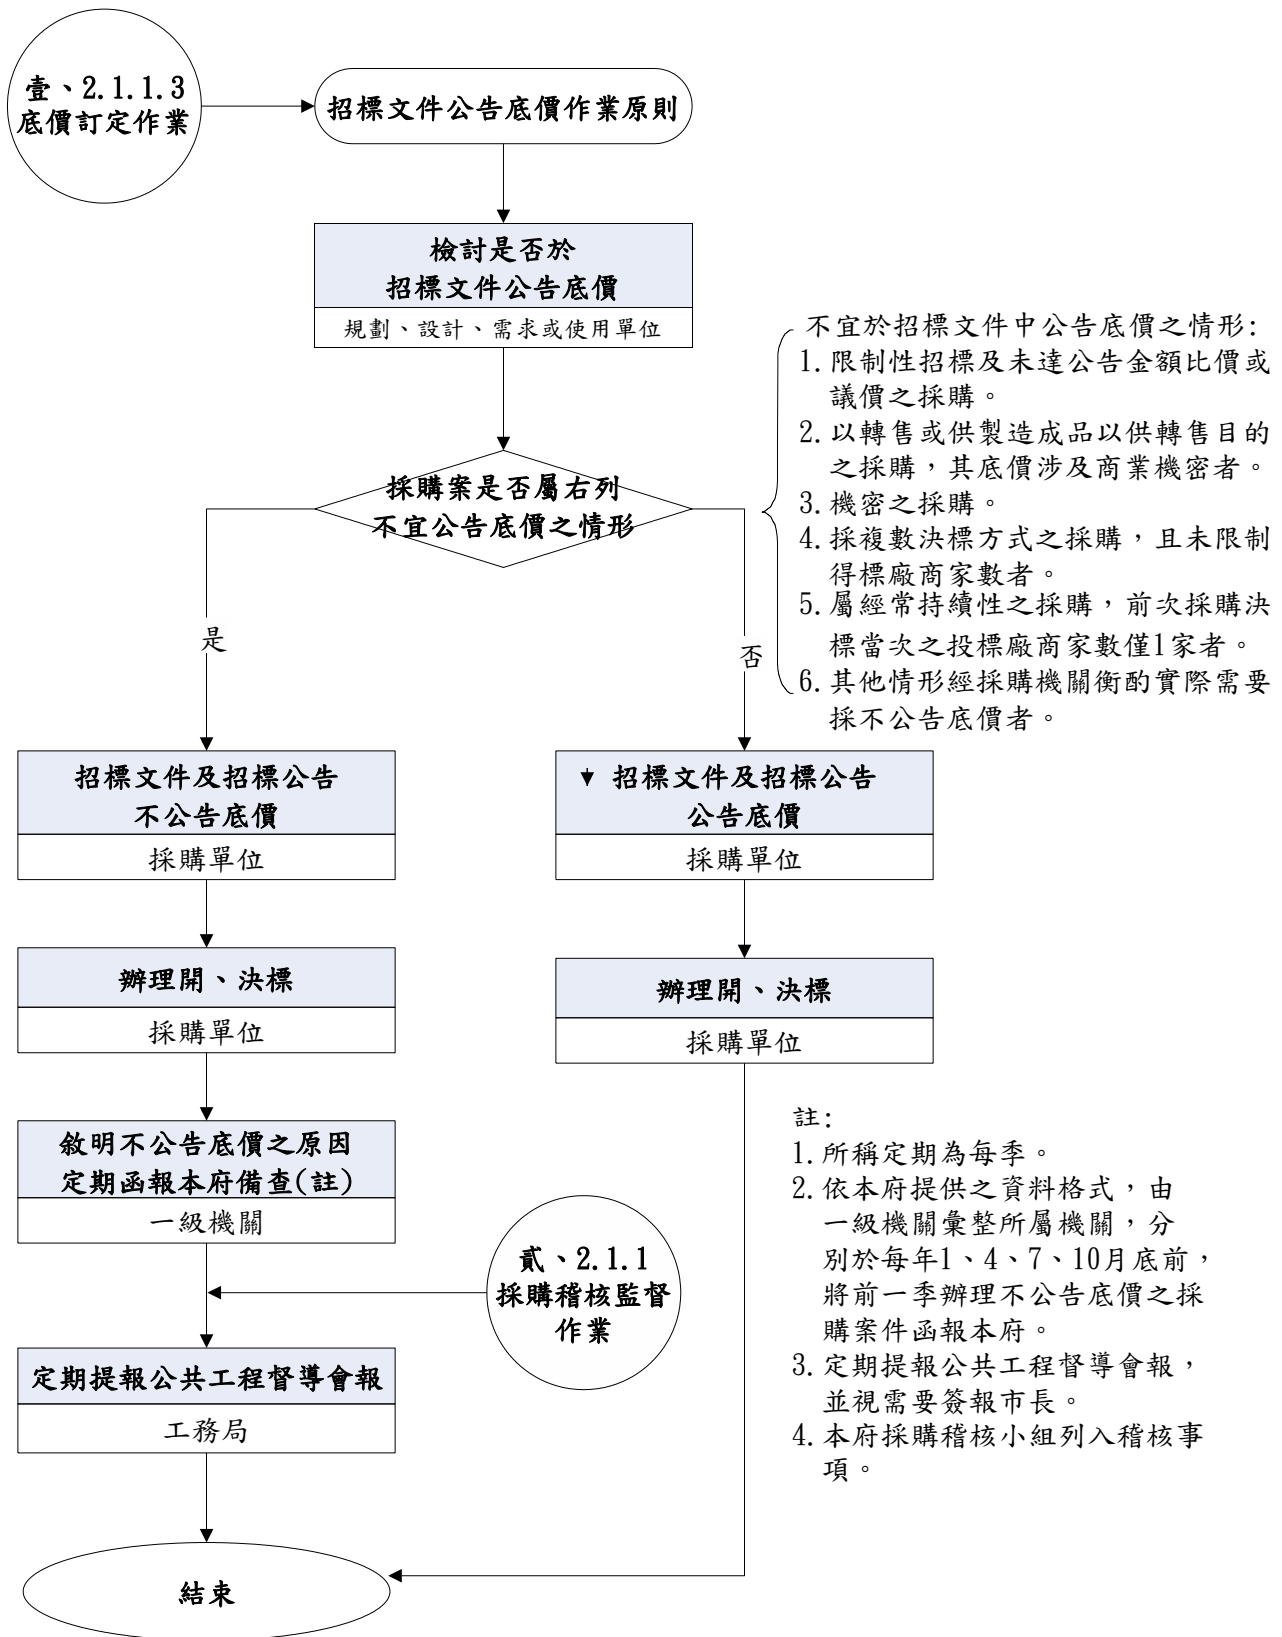 壹、2.1.1.3
底價訂定作業
招標文件公告底價作業原則
檢討是否於
招標文件公告底價
規劃、設計、需求或使用單位
不宜於招標文件中公告底價之情形:
1.限制性招標及未達公告金額比價或
議價之採購。
2.以轉售或供製造成品以供轉售目的
之採購，其底價涉及商業機密者。
3.機密之採購。
4.採複數決標方式之採購，且未限制
得標廠商家數者。
5.屬經常持續性之採購，前次採購決
標當次之投標廠商家數僅1家者。
6.其他情形經採購機關衡酌實際需要
採不公告底價者。
採購案是否屬右列
不宜公告底價之情形
是
否
招標文件及招標公告
不公告底價
採購單位
招標文件及招標公告
公告底價
採購單位
辦理開、決標
採購單位
辦理開、決標
採購單位
敘明不公告底價之原因
定期函報本府備查(註)
一級機關
貳、2.1.1
採購稽核監督
作業
定期提報公共工程督導會報
工務局
註:
1.所稱定期為每季。
2.依本府提供之資料格式，由
一級機關彙整所屬機關，分
別於每年1、4、7、10月底前，
將前一季辦理不公告底價之採
購案件函報本府。
3.定期提報公共工程督導會報，
並視需要簽報市長。
4.本府採購稽核小組列入稽核事
項。
結束